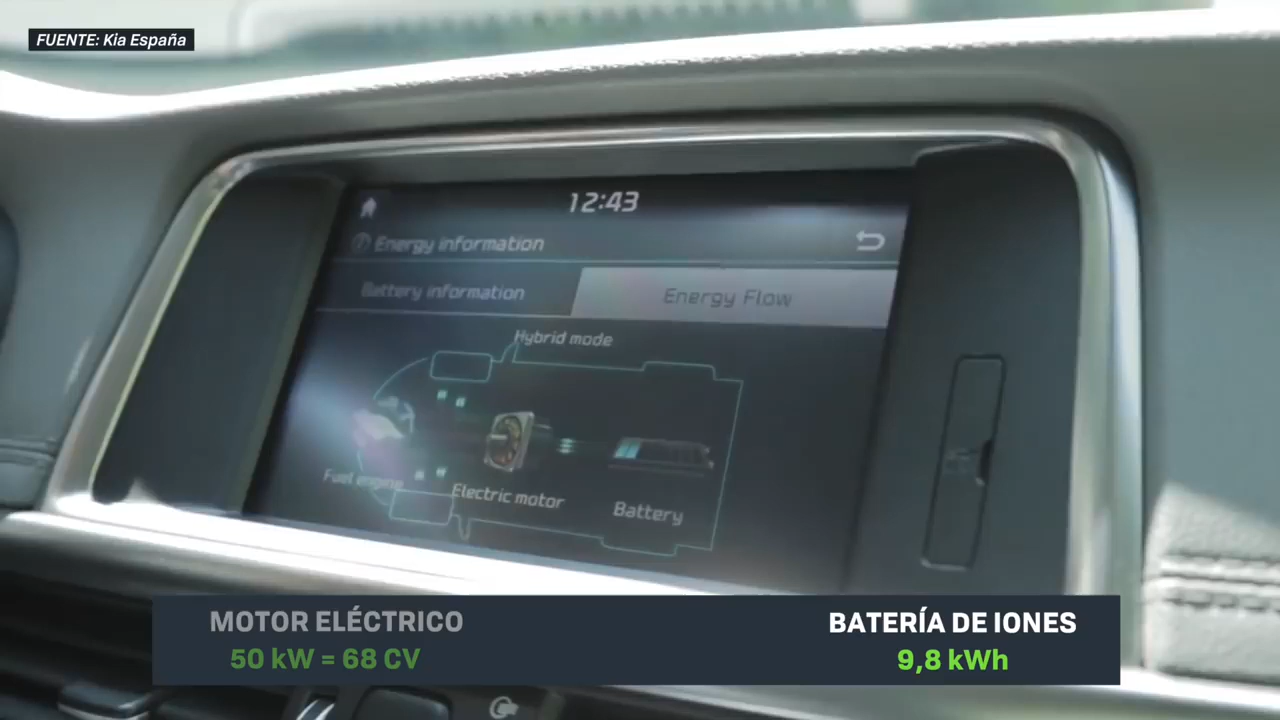 FUENTE: Kia España
12:43
Energy information
Battery information
Energy Flow
Hybrid mode
Fuel engine
Electric motor
Battery
MOTOR ELÉCTRICO
50 kW = 68 CV
BATERÍA DE IONES
9,8 kWh